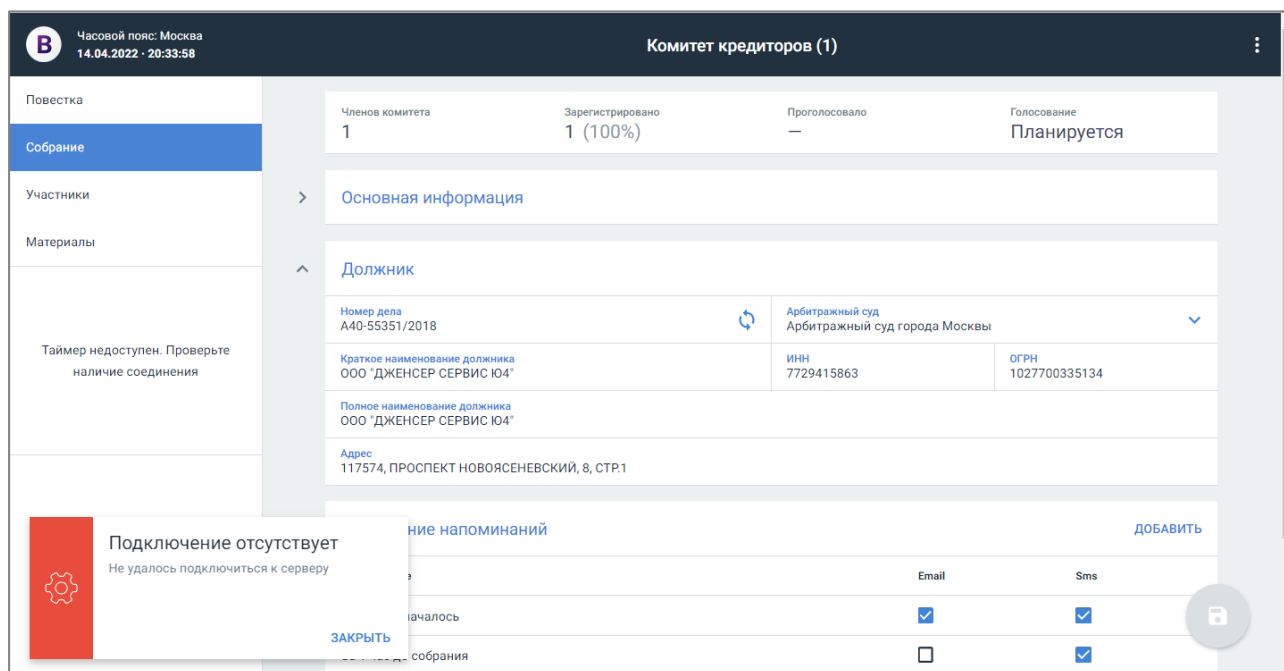 B
Часовой пояс: Москва
14.04.2022 · 20:33:58
Комитет кредиторов (1)
Повестка
Собрание
Участники
Материалы
Таймер недоступен. Проверьте
наличие соединения
Членов комитета
1
Зарегистрировано
1 (100%)
Проголосовало
—
Голосование
Планируется
Основная информация
Должник
Номер дела
А40-55351/2018
Арбитражный суд
Арбитражный суд города Москвы
Краткое наименование должника
ООО "ДЖЕНСЕР СЕРВИС Ю4"
ИНН
7729415863
ОГРН
1027700335134
Полное наименование должника
ООО "ДЖЕНСЕР СЕРВИС Ю4"
Адрес
117574, ПРОСПЕКТ НОВОЯСЕНЕВСКИЙ, 8, СТР.1
ние напоминаний
ДОБАВИТЬ
Email
Sms
ачалось
собрания
Подключение отсутствует
Не удалось подключиться к серверу
ЗАКРЫТЬ